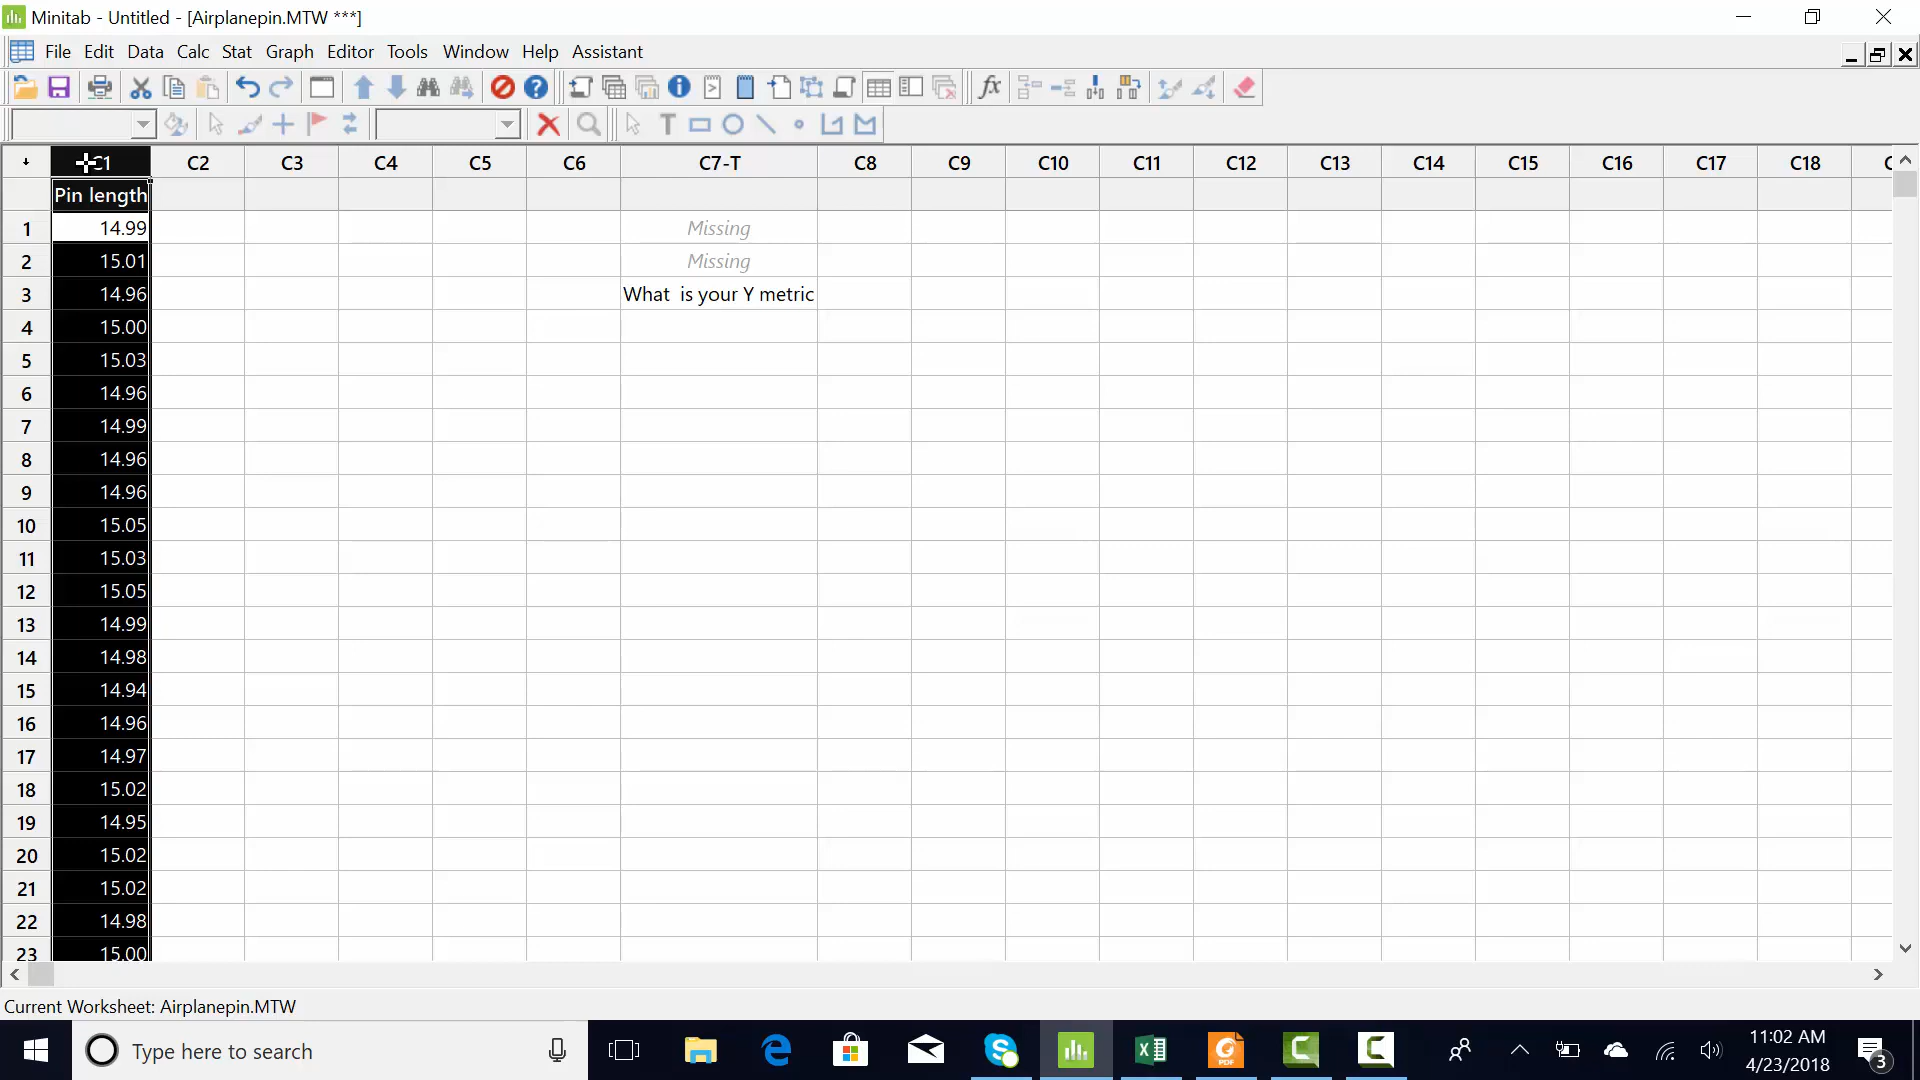 Minitab - Untitled - [Airplanepin.MTW ***]
File Edit Data Calc Stat Graph Editor Tools Window Help Assistant
C1 C2 C3 C4 C5 C6 C7-T C8 C9 C10 C11 C12 C13 C14 C15 C16 C17 C18
Pin length
1 14.99 Missing
2 15.01 Missing
3 14.96 What is your Y metric
4 15.00
5 15.03
6 14.96
7 14.99
8 14.96
9 14.96
10 15.05
11 15.03
12 15.05
13 14.99
14 14.98
15 14.94
16 14.96
17 14.97
18 15.02
19 14.95
20 15.02
21 15.02
22 14.98
23 15.00
Current Worksheet: Airplanepin.MTW
Type here to search
11:02 AM
4/23/2018
3